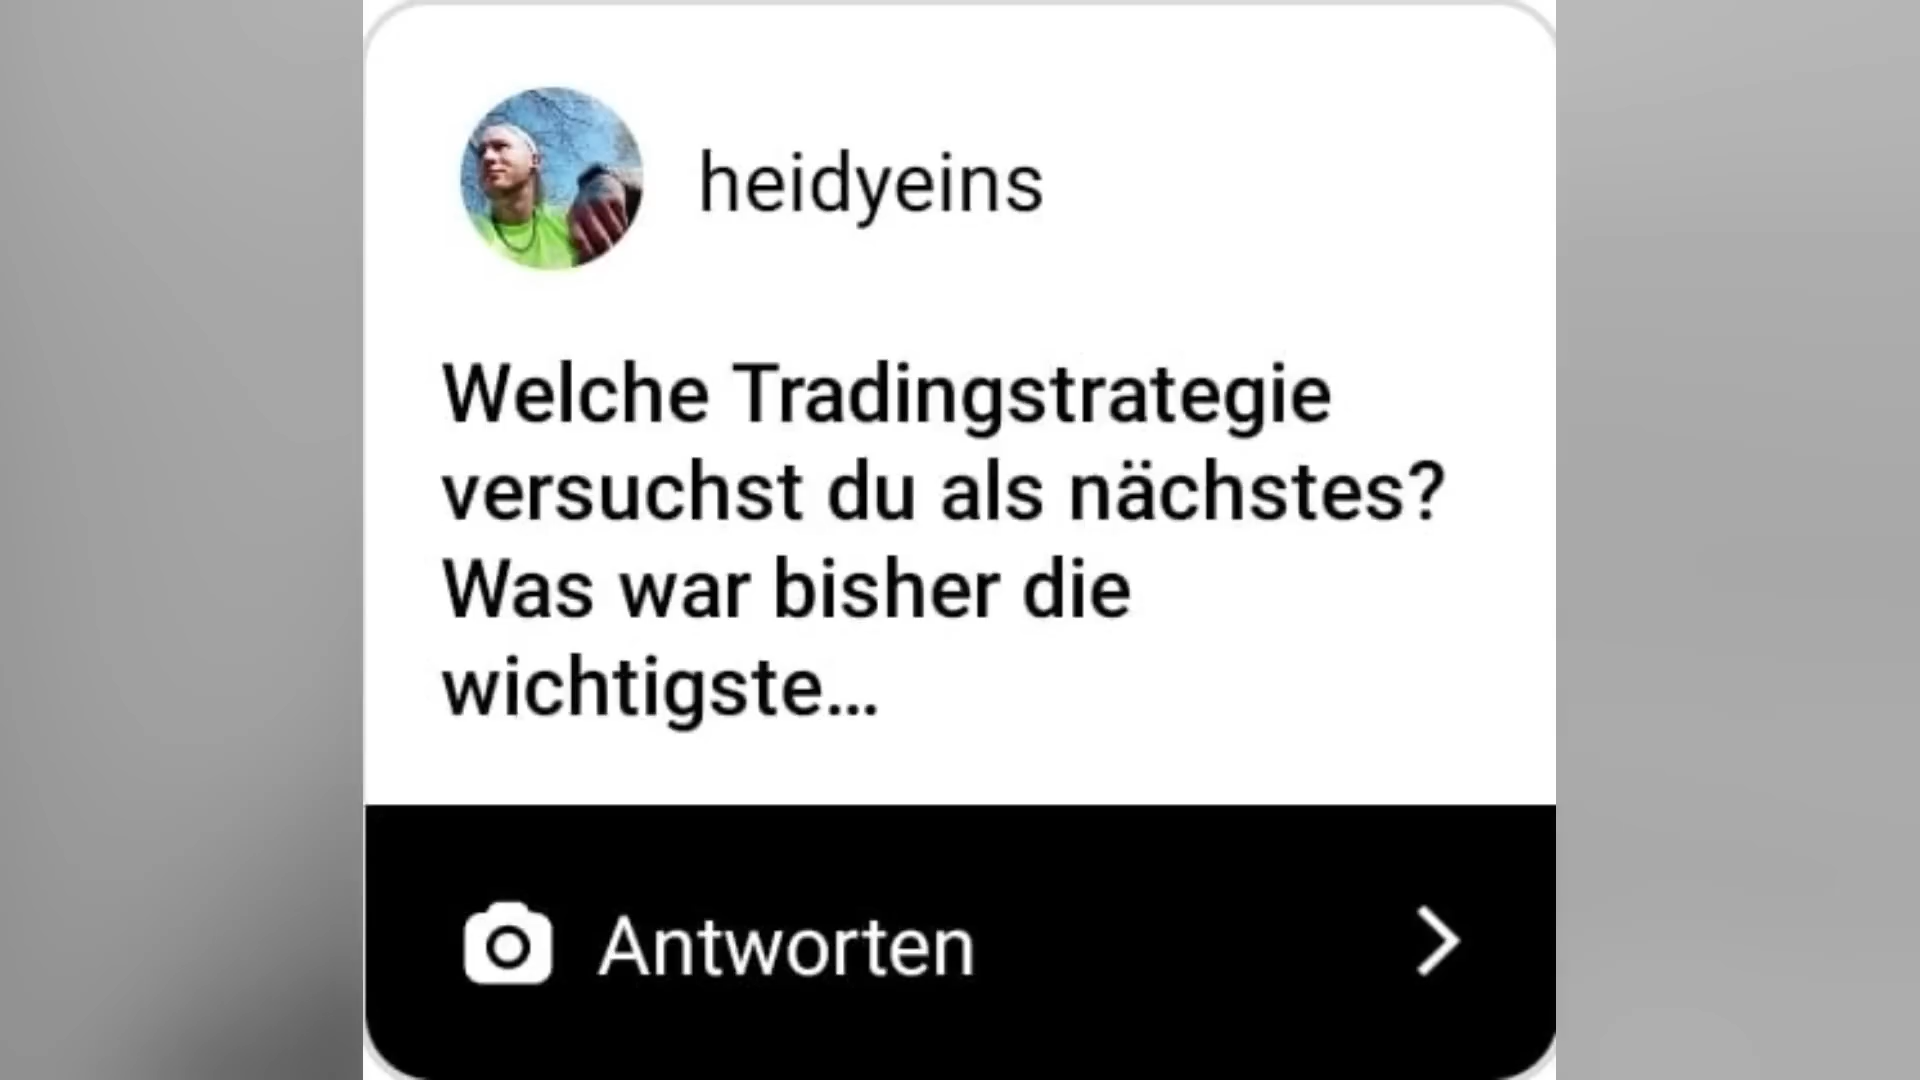 heidyeins
Welche Tradingstrategie
versuchst du als nächstes?
Was war bisher die
wichtigste...
Antworten